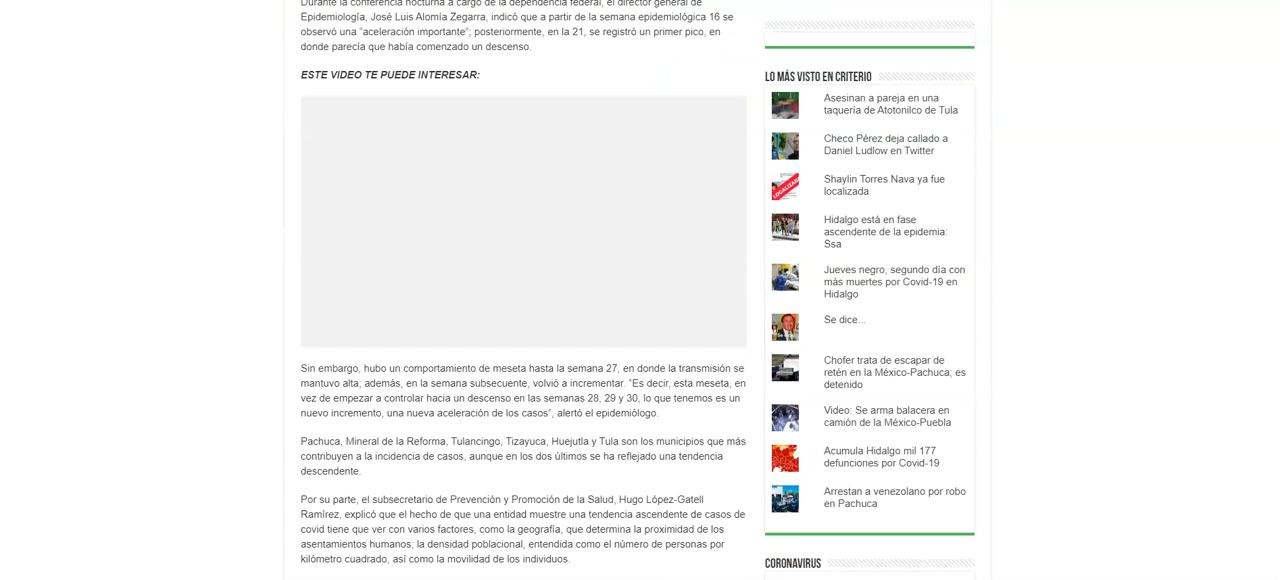 Durante la conferencia nocturna a cargo de la dependencia federal, el director general de
Epidemiología, José Luis Alomía Zegarra, indicó que a partir de la semana epidemiológica 16 se
observó una “aceleración importante”; posteriormente, en la 21, se registró un primer pico, en
donde parecía que había comenzado un descenso.
ESTE VIDEO TE PUEDE INTERESAR:
Sin embargo, hubo un comportamiento de meseta hasta la semana 27, en donde la transmisión se
mantuvo alta; además, en la semana subsecuente, volvió a incrementar. “Es decir, esta meseta, en
vez de empezar a controlar hacia un descenso en las semanas 28, 29 y 30, lo que tenemos es un
nuevo incremento, una nueva aceleración de los casos”, alertó el epidemiólogo.
Pachuca, Mineral de la Reforma, Tulancingo, Tizayuca, Huejutla y Tula son los municipios que más
contribuyen a la incidencia de casos, aunque en los dos últimos se ha reflejado una tendencia
descendente.
Por su parte, el subsecretario de Prevención y Promoción de la Salud, Hugo López-Gatell
Ramírez, explicó que el hecho de que una entidad muestre una tendencia ascendente de casos de
covid tiene que ver con varios factores, como la geografía, que determina la proximidad de los
asentamientos humanos; la densidad poblacional, entendida como el número de personas por
kilómetro cuadrado, así como la movilidad de los individuos.
LO MÁS VISTO EN CRITERIO
Asesinan a pareja en una
taquería de Atotonilco de Tula
Checo Pérez deja callado a
Daniel Ludlow en Twitter
LOCALIZADA
Shaylin Torres Nava ya fue
localizada
Hidalgo está en fase
ascendente de la epidemia:
Ssa
Jueves negro, segundo día con
más muertes por Covid-19 en
Hidalgo
Se dice...
Chofer trata de escapar de
retén en la México-Pachuca; es
detenido
Video: Se arma balacera en
camión de la México-Puebla
Acumula Hidalgo mil 177
defunciones por Covid-19
Arrestan a venezolano por robo
en Pachuca
CORONAVIRUS